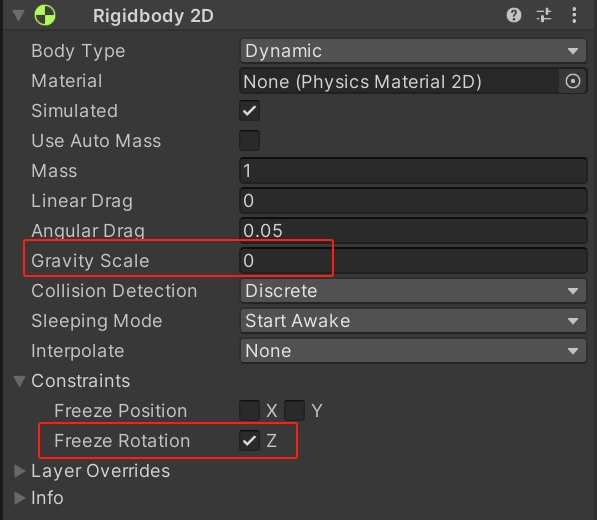 Rigidbody 2D
Body Type Dynamic
Material None (Physics Material 2D)
Simulated
Use Auto Mass
Mass 1
Linear Drag 0
Angular Drag 0.05
Gravity Scale 0
Collision Detection Discrete
Sleeping Mode Start Awake
Interpolate None
Constraints
Freeze Position X Y
Freeze Rotation Z
Layer Overrides
Info